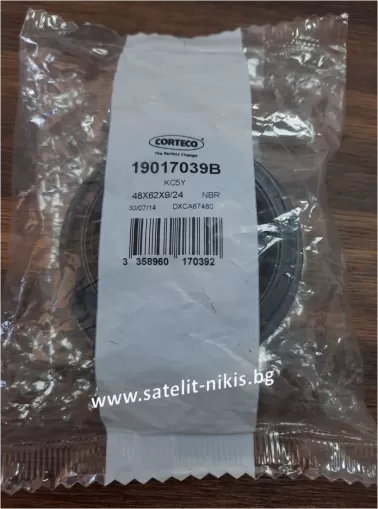 CORTECO
The Perfect Change
19017039B
KC5Y
48X62X9/24 NBR
30/07/14 DXCA67480
3 358960 170392
www.satelit-nikis.bg